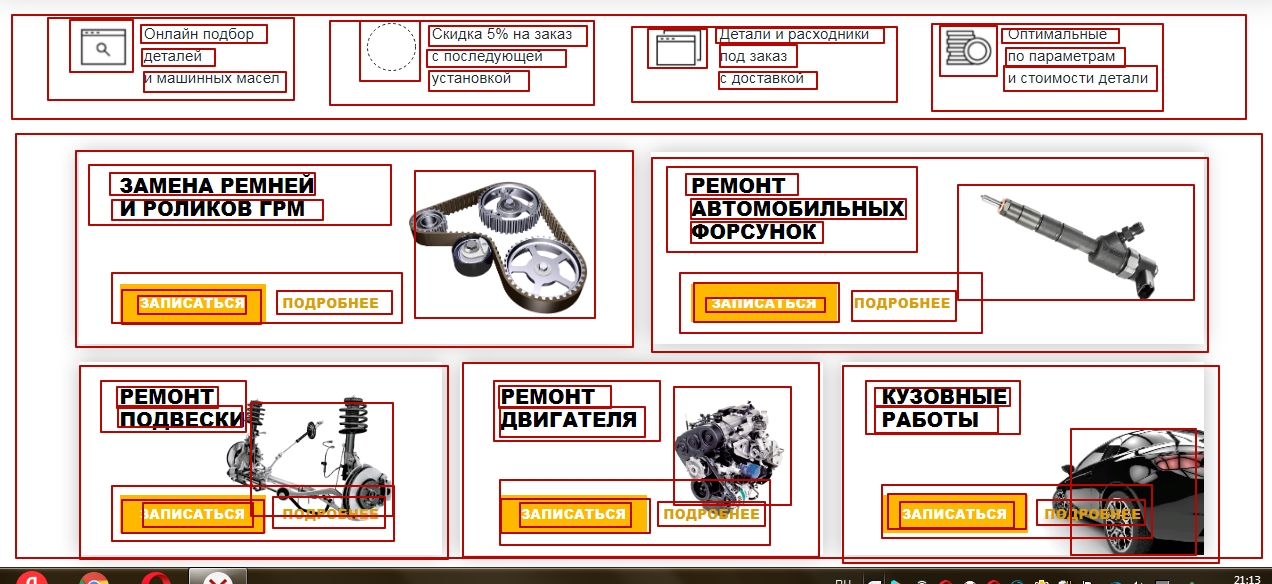 Онлайн подбор
деталей
и машинных масел
Скидка 5% на заказ
с последующей
установкой
Детали и расходники
под заказ
с доставкой
Оптимальные
по параметрам
и стоимости детали
ЗАМЕНА РЕМНЕЙ
И РОЛИКОВ ГРМ
ЗАПИСАТЬСЯ ПОДРОБНЕЕ
РЕМОНТ
АВТОМОБИЛЬНЫХ
ФОРСУНОК
ЗАПИСАТЬСЯ ПОДРОБНЕЕ
РЕМОНТ
ПОДВЕСКИ
ЗАПИСАТЬСЯ ПОДРОБНЕЕ
РЕМОНТ
ДВИГАТЕЛЯ
ЗАПИСАТЬСЯ ПОДРОБНЕЕ
КУЗОВНЫЕ
РАБОТЫ
ЗАПИСАТЬСЯ ПОДРОБНЕЕ
RU 21:13